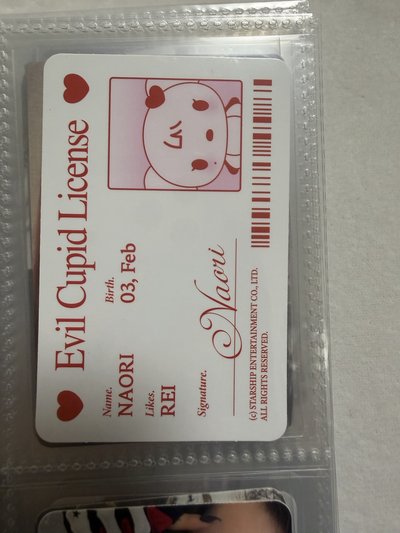 Evil Cupid License
Name.
NAORI
Birth.
03, Feb
Likes.
REI
Signature.
Naori
(c) STARSHIP ENTERTAINMENT CO., LTD.
ALL RIGHTS RESERVED.